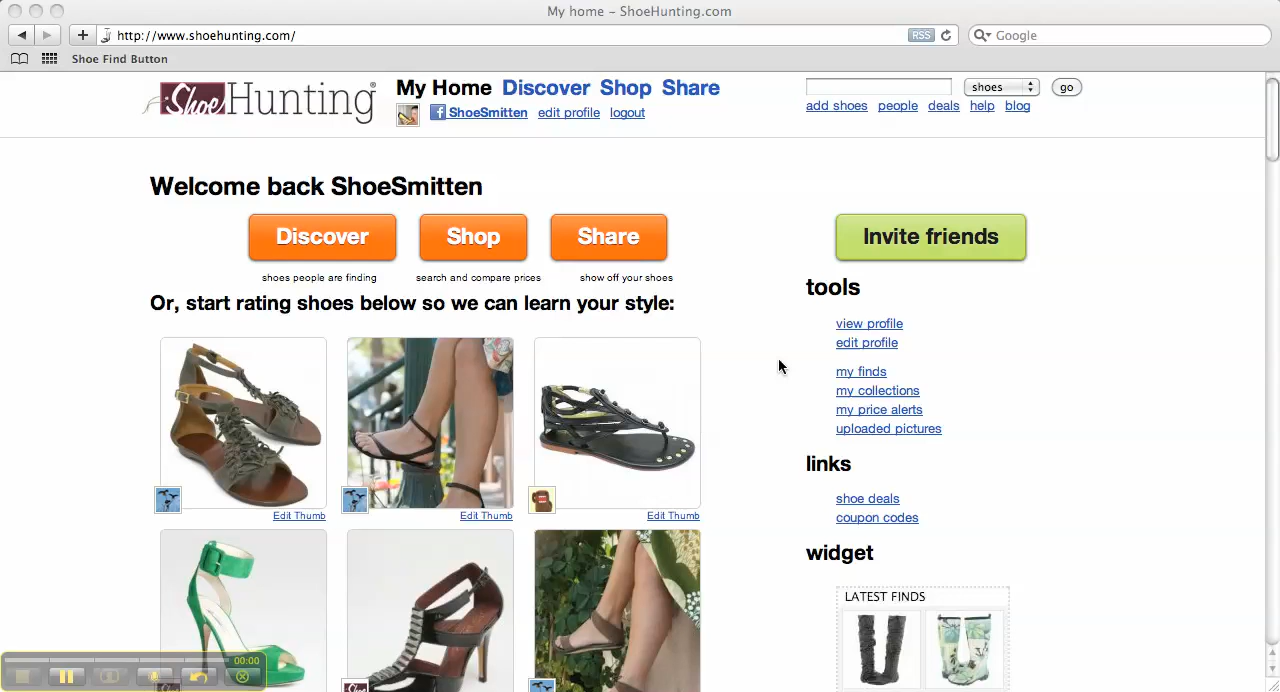 My home – ShoeHunting.com
http://www.shoehunting.com/
RSS
Google
Shoe Find Button
ShoeHunting®
My Home Discover Shop Share
ShoeSmitten edit profile logout
shoes
go
add shoes people deals help blog
Welcome back ShoeSmitten
Discover Shop Share
Invite friends
shoes people are finding
search and compare prices
show off your shoes
Or, start rating shoes below so we can learn your style:
Edit Thumb
Edit Thumb
Edit Thumb
tools
view profile
edit profile
my finds
my collections
my price alerts
uploaded pictures
links
shoe deals
coupon codes
widget
LATEST FINDS
00:00